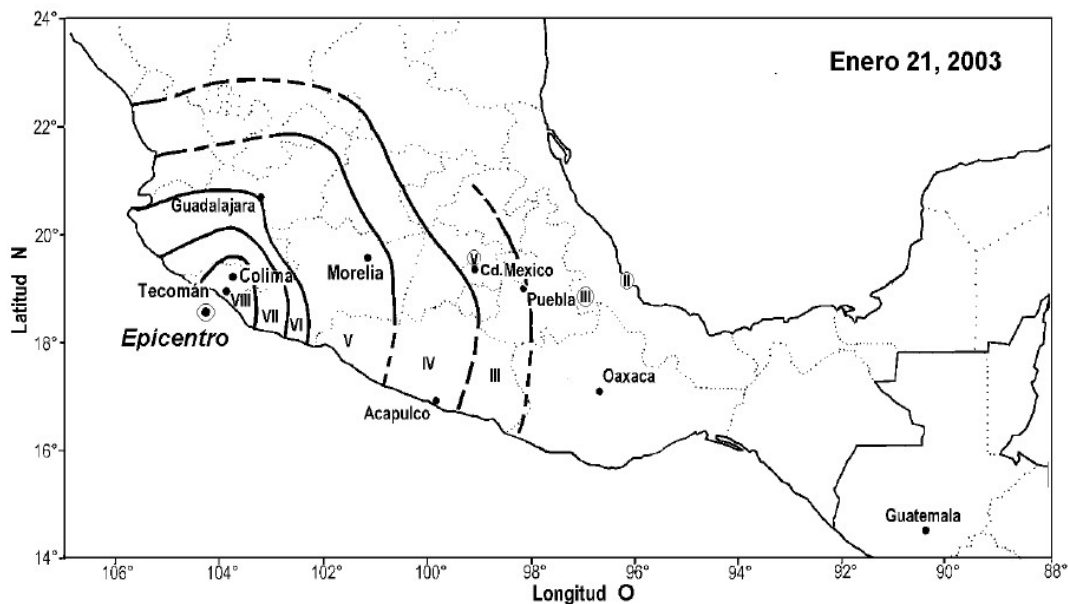 24°
Enero 21, 2003
22°
Guadalajara
20°
V
Cd.Mexico
Morelia
Colima
II
Tecomán
Puebla
III
VIII
Epicentro
VII
VI
18°
V
IV
III
Oaxaca
Acapulco
16°
Guatemala
14°
106° 104° 102° 100° 98° 96° 94° 92° 90° 88°
Latitud N
Longitud O